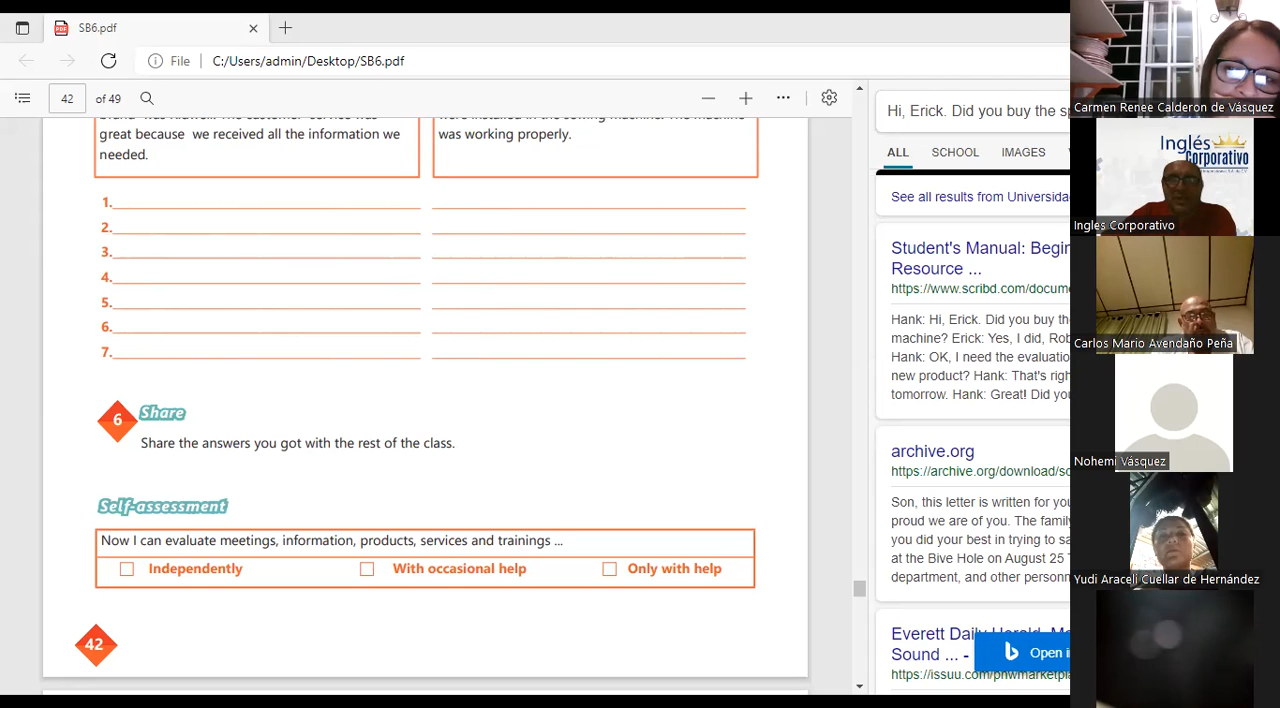 SB6.pdf
File
C:/Users/admin/Desktop/SB6.pdf
42 of 49
great because we received all the information we
needed.
was working properly.
1.
2.
3.
4.
5.
6.
7.
6 Share
Share the answers you got with the rest of the class.
Self-assessment
Now I can evaluate meetings, information, products, services and trainings ...
Independently With occasional help Only with help
42
Hi, Erick. Did you buy the sp
ALL SCHOOL IMAGES
See all results from Universida
Student's Manual: Begin
Resource ...
https://www.scribd.com/docume
Hank: Hi, Erick. Did you buy the
machine? Erick: Yes, I did, Rob
Hank: OK, I need the evaluation
new product? Hank: That's righ
tomorrow. Hank: Great! Did you
archive.org
https://archive.org/download/sc
Son, this letter is written for you
proud we are of you. The family
you did your best in trying to sa
at the Bive Hole on August 25 T
department, and other personn
Everett Daily Herald, Ma
Sound ... -
https://issuu.com/pnwmarketpla
Open in
Carmen Renee Calderon de Vásquez
Inglés
Corporativo
Ingles Corporativo
Carlos Mario Avendaño Peña
Nohemi Vásquez
Yudi Araceli Cuellar de Hernández